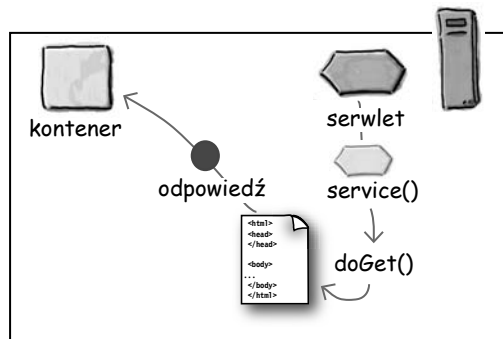 kontener
serwlet
odpowiedź
service()
doGet()
<html>
<head>
</head>
<body>
...
</body>
</html>